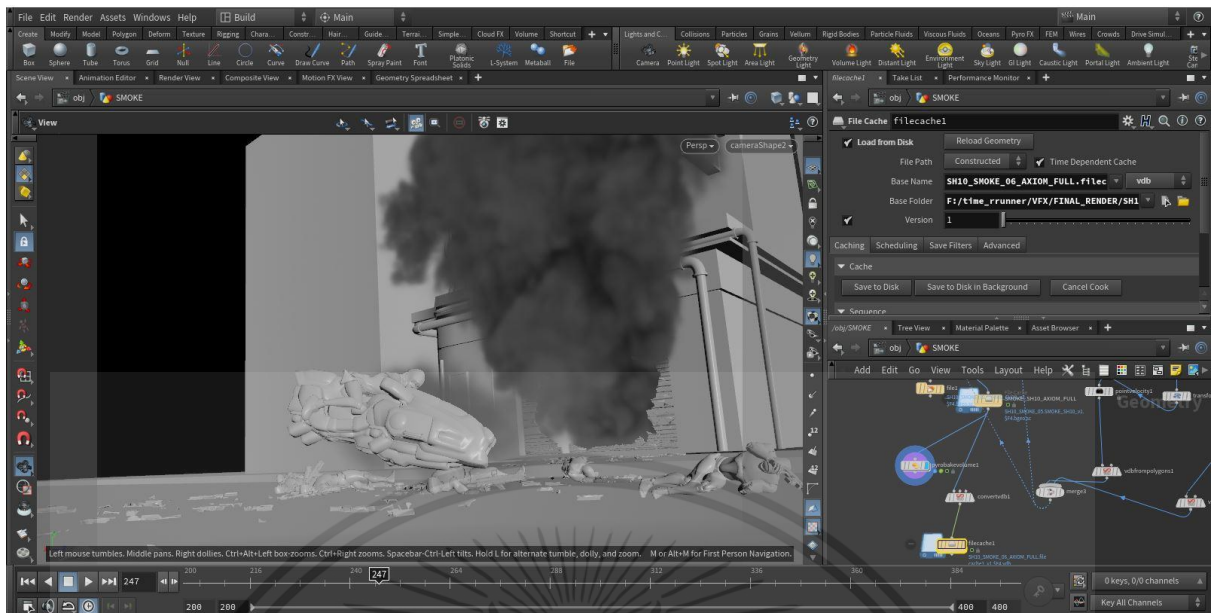 File Edit Render Assets Windows Help Build Main Main
Create Modify Model Polygon Deform Texture Rigging Chara... Constr... Hair... Guide... Terrai... Simple... Cloud FX Volume Shortcut
Lights and C... Collisions Particles Grains Vellum Rigid Bodies Particle Fluids Viscous Fluids Oceans Pyro FX FEM Wires Crowds Drive Simul...
Box Sphere Tube Torus Grid Null Line Circle Curve Draw Curve Path Spray Paint Font Platonic Solids L-System Metaball File
Camera Point Light Spot Light Area Light Geometry Light Volume Light Distant Light Environment Light Sky Light GI Light Caustic Light Portal Light Ambient Light Ste Car
Scene View Animation Editor Render View Composite View Motion FX View Geometry Spreadsheet
filecache1 Take List Performance Monitor
obj SMOKE
obj SMOKE
View
Persp cameraShape2
File Cache filecache1
Load from Disk Reload Geometry
File Path Constructed Time Dependent Cache
Base Name SH10_SMOKE_06_AXIOM_FULL.filec vdb
Base Folder F:/time_rrunner/VFX/FINAL_RENDER/SH1
Version 1
Caching Scheduling Save Filters Advanced
Cache
Save to Disk Save to Disk in Background Cancel Cook
Sequence
/obj/SMOKE Tree View Material Palette Asset Browser
obj SMOKE
Add Edit Go View Tools Layout Help
Geometry
file1
SMOKE_SH10_AXIOM_FULL
pointvelocity1
transfo
pyrobakevolume1
vdbfrompolygons1
convertvdb1
merge3
filecache1
Left mouse tumbles. Middle pans. Right dollies. Ctrl+Alt+Left box-zooms. Ctrl+Right zooms. Spacebar-Ctrl-Left tilts. Hold L for alternate tumble, dolly, and zoom. M or Alt+M for First Person Navigation.
247
200 216 240 247 264 288 312 336 360 384
0 keys, 0/0 channels
200 200 400 400
Key All Channels